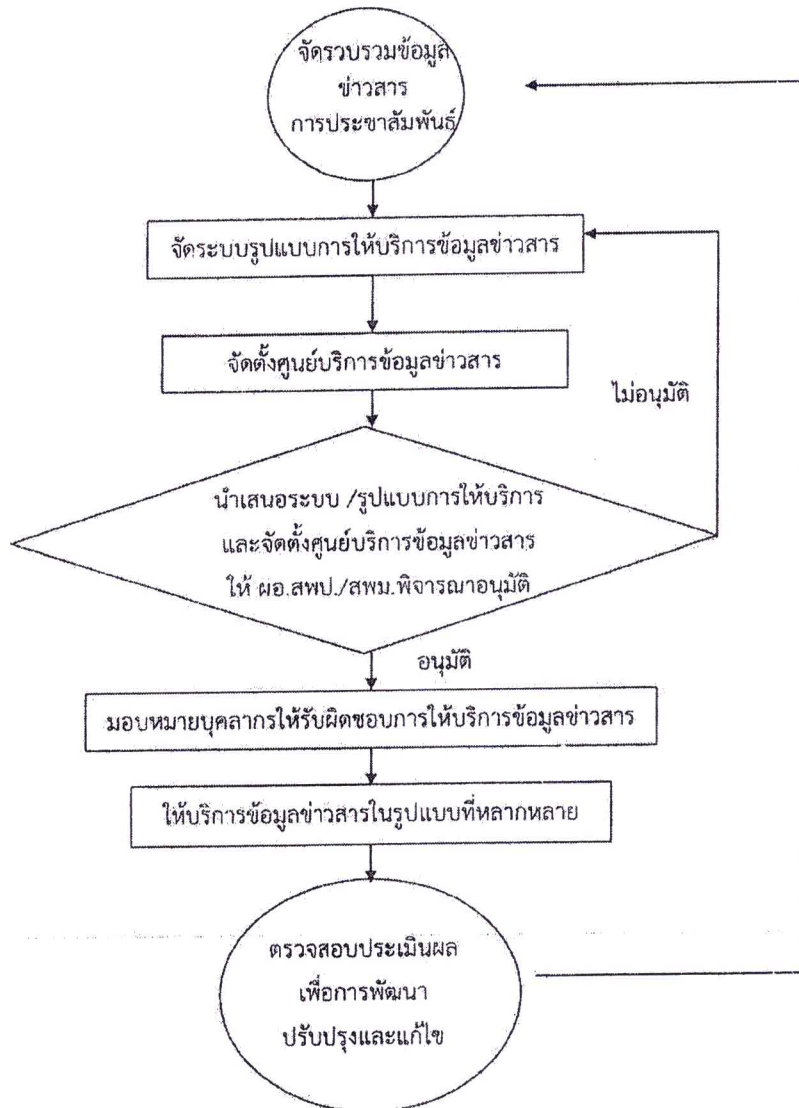 จัดรวบรวมข้อมูล
ข่าวสาร
การประชาสัมพันธ์
จัดระบบรูปแบบการให้บริการข้อมูลข่าวสาร
จัดตั้งศูนย์บริการข้อมูลข่าวสาร
ไม่อนุมัติ
นำเสนอระบบ /รูปแบบการให้บริการ
และจัดตั้งศูนย์บริการข้อมูลข่าวสาร
ให้ ผอ.สพป./สพม.พิจารณาอนุมัติ
อนุมัติ
มอบหมายบุคลากรให้รับผิดชอบการให้บริการข้อมูลข่าวสาร
ให้บริการข้อมูลข่าวสารในรูปแบบที่หลากหลาย
ตรวจสอบประเมินผล
เพื่อการพัฒนา
ปรับปรุงและแก้ไข